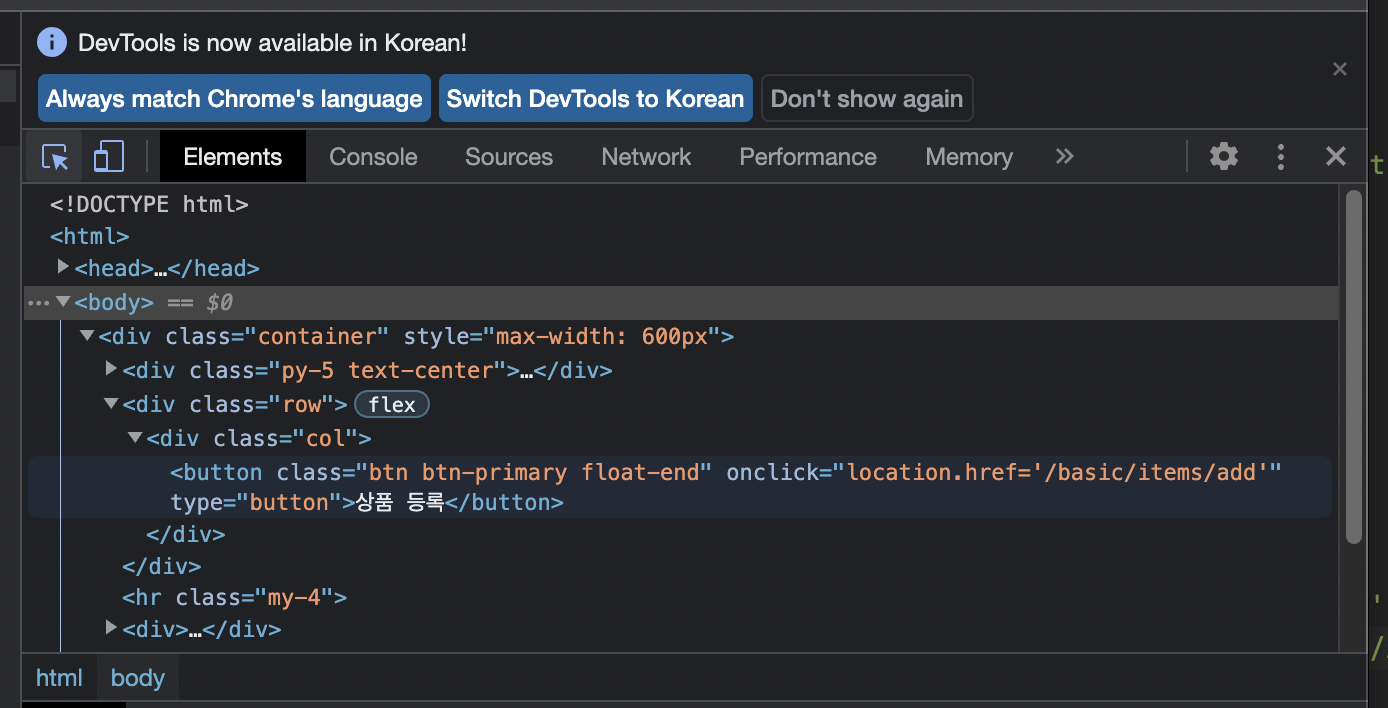 DevTools is now available in Korean!
Always match Chrome's language Switch DevTools to Korean Don't show again
Elements Console Sources Network Performance Memory
<!DOCTYPE html>
<html>
<head>…</head>
<body> == $0
<div class="container" style="max-width: 600px">
<div class="py-5 text-center">…</div>
<div class="row"> flex
<div class="col">
<button class="btn btn-primary float-end" onclick="location.href='/basic/items/add'"
type="button">상품 등록</button>
</div>
</div>
<hr class="my-4">
<div>…</div>
html body